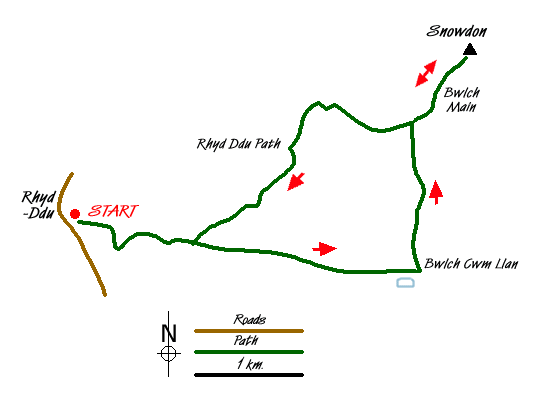 Snowdon
Bwlch
Main
Rhyd Ddu Path
Rhyd
-Ddu
START
Bwlch Cwm Llan
N
Roads
Path
1 km.